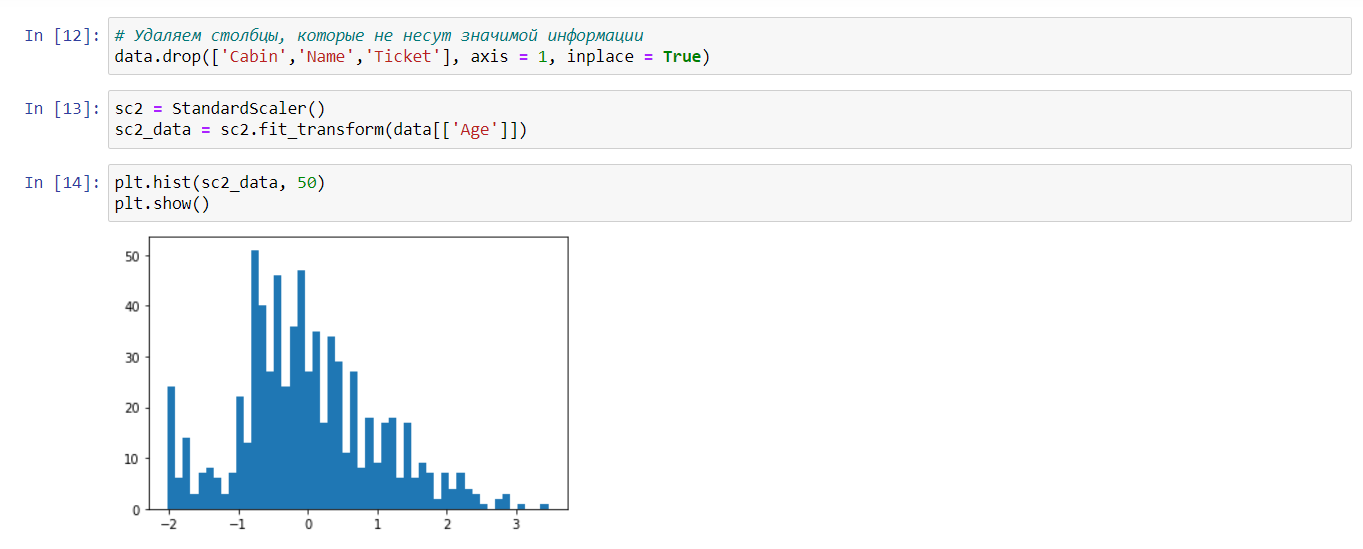 In [12]: # Удаляем столбцы, которые не несут значимой информации
data.drop(['Cabin','Name','Ticket'], axis = 1, inplace = True)
In [13]: sc2 = StandardScaler()
sc2_data = sc2.fit_transform(data[['Age']])
In [14]: plt.hist(sc2_data, 50)
plt.show()
50
40
30
20
10
0
−2 −1 0 1 2 3